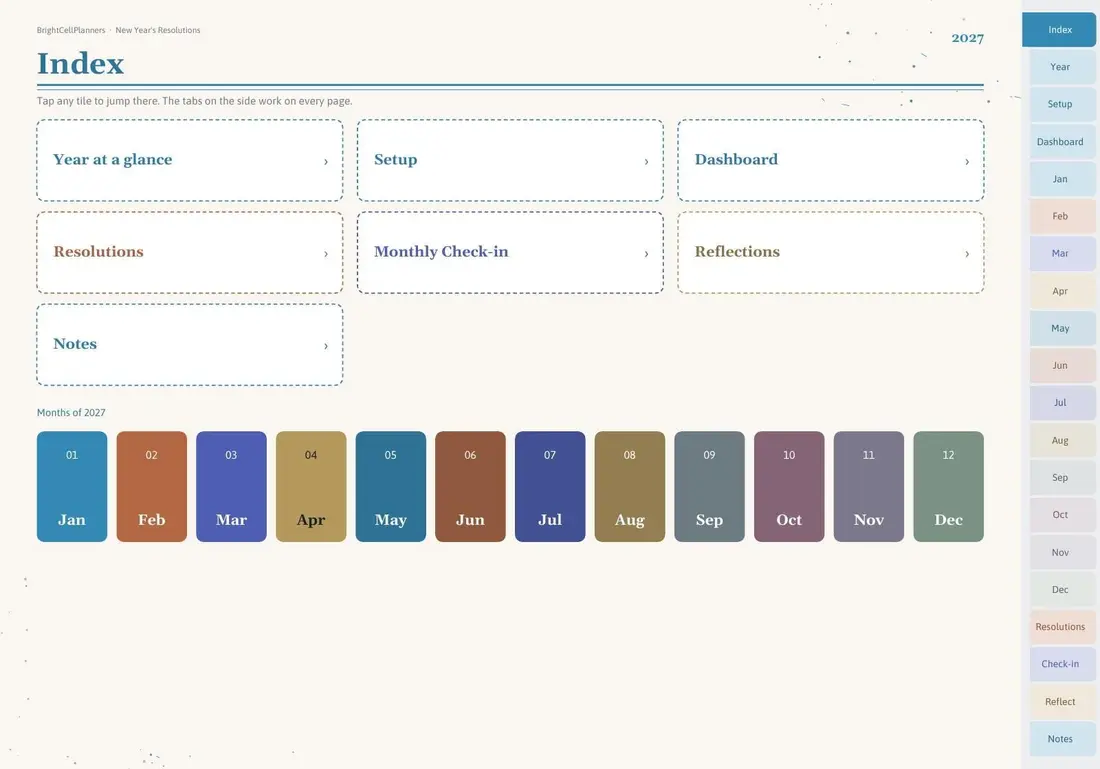 BrightCellPlanners · New Year's Resolutions
2027
Index
Tap any tile to jump there. The tabs on the side work on every page.
Year at a glance ›
Setup ›
Dashboard ›
Resolutions ›
Monthly Check-in ›
Reflections ›
Notes ›
Months of 2027
01 02 03 04 05 06 07 08 09 10 11 12
Jan Feb Mar Apr May Jun Jul Aug Sep Oct Nov Dec
Index
Year
Setup
Dashboard
Jan
Feb
Mar
Apr
May
Jun
Jul
Aug
Sep
Oct
Nov
Dec
Resolutions
Check-in
Reflect
Notes